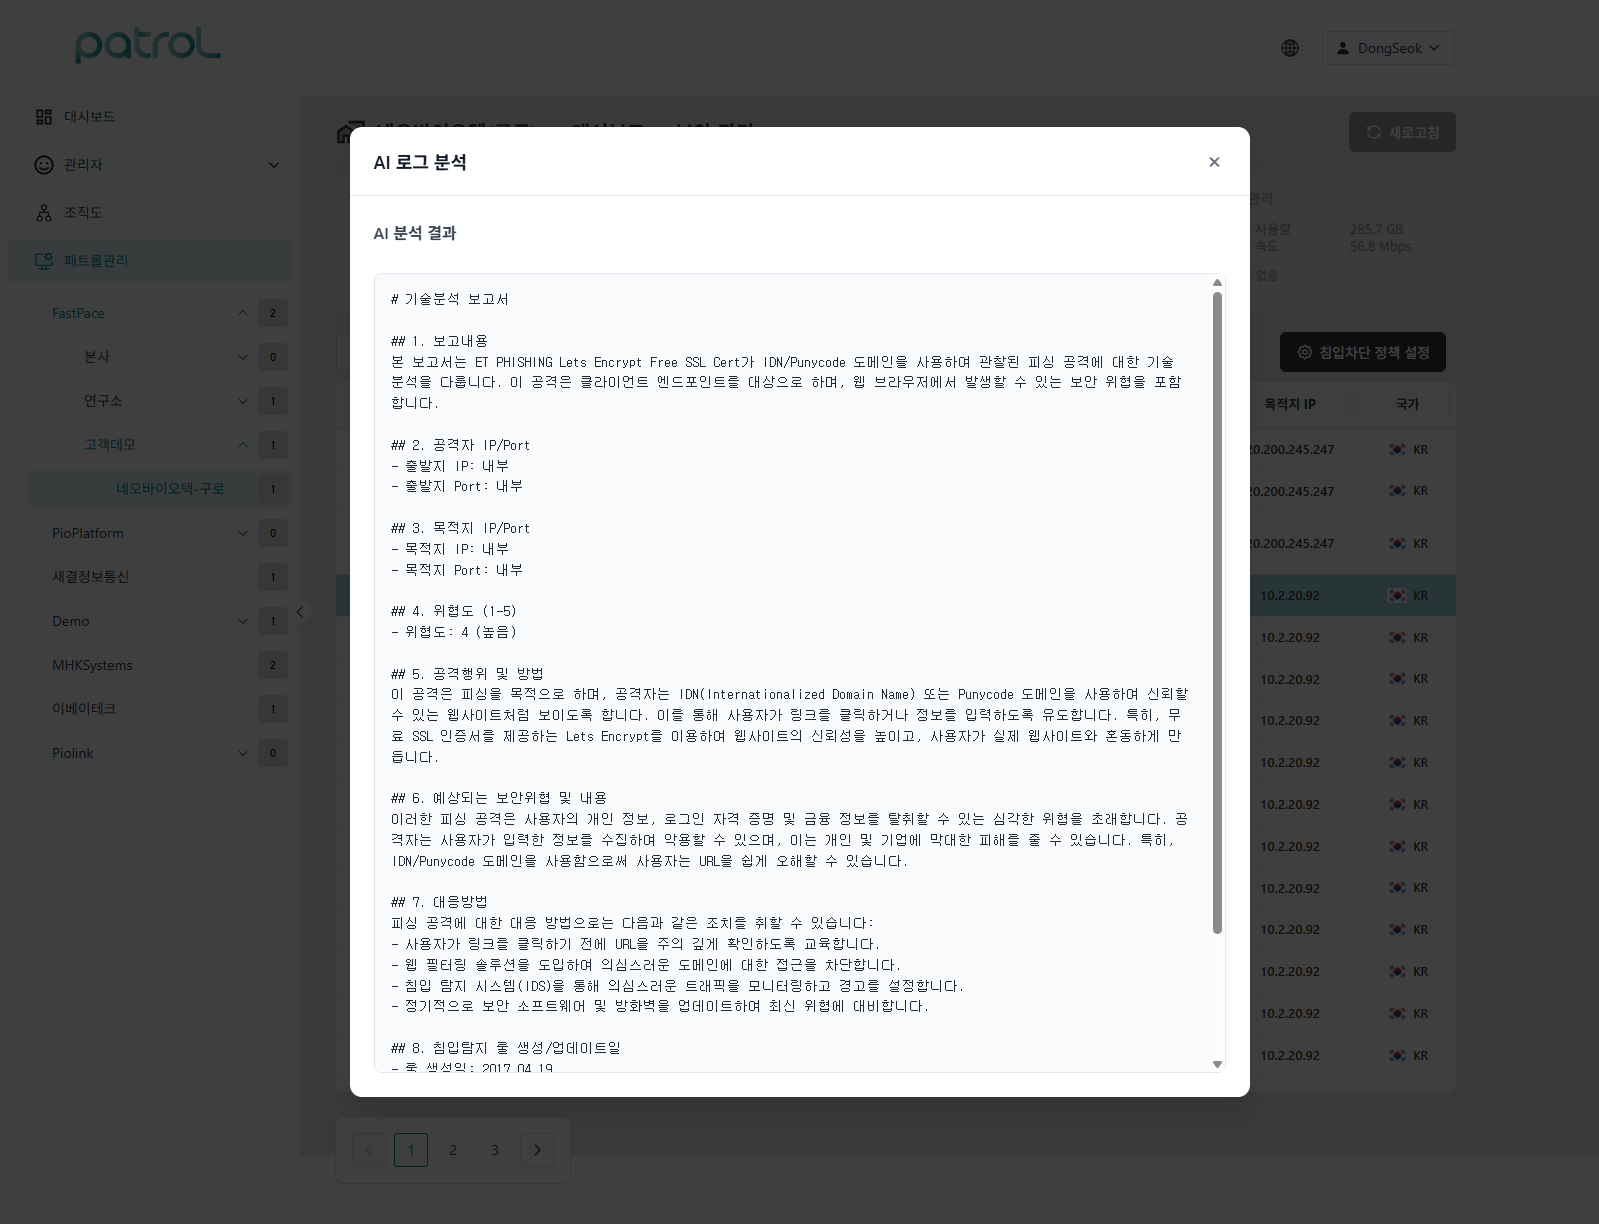 patrol
DongSeok
대시보드
관리자
조직도
패트롤관리
FastPace
2
본사
0
연구소
1
고객데모
1
네오바이오텍-구로
1
PioPlatform
0
새결정보통신
1
Demo
1
MHKSystems
2
이베이테크
1
Piolink
0
새로고침
관리
사용량
285.7 GB
속도
56.8 Mbps
없음
침입차단 정책 설정
목적지 IP
국가
20.200.245.247
KR
20.200.245.247
KR
20.200.245.247
KR
10.2.20.92
KR
10.2.20.92
KR
10.2.20.92
KR
10.2.20.92
KR
10.2.20.92
KR
10.2.20.92
KR
10.2.20.92
KR
10.2.20.92
KR
10.2.20.92
KR
10.2.20.92
KR
10.2.20.92
KR
10.2.20.92
KR
AI 로그 분석
AI 분석 결과
# 기술분석 보고서
## 1. 보고내용
본 보고서는 ET PHISHING Lets Encrypt Free SSL Cert가 IDN/Punycode 도메인을 사용하여 관찰된 피싱 공격에 대한 기술
분석을 다룹니다. 이 공격은 클라이언트 엔드포인트를 대상으로 하며, 웹 브라우저에서 발생할 수 있는 보안 위협을 포함
합니다.
## 2. 공격자 IP/Port
- 출발지 IP: 내부
- 출발지 Port: 내부
## 3. 목적지 IP/Port
- 목적지 IP: 내부
- 목적지 Port: 내부
## 4. 위협도 (1-5)
- 위협도: 4 (높음)
## 5. 공격행위 및 방법
이 공격은 피싱을 목적으로 하며, 공격자는 IDN(Internationalized Domain Name) 또는 Punycode 도메인을 사용하여 신뢰할
수 있는 웹사이트처럼 보이도록 합니다. 이를 통해 사용자가 링크를 클릭하거나 정보를 입력하도록 유도합니다. 특히, 무
료 SSL 인증서를 제공하는 Lets Encrypt를 이용하여 웹사이트의 신뢰성을 높이고, 사용자가 실제 웹사이트와 혼동하게 만
듭니다.
## 6. 예상되는 보안위협 및 내용
이러한 피싱 공격은 사용자의 개인 정보, 로그인 자격 증명 및 금융 정보를 탈취할 수 있는 심각한 위협을 초래합니다. 공
격자는 사용자가 입력한 정보를 수집하여 악용할 수 있으며, 이는 개인 및 기업에 막대한 피해를 줄 수 있습니다. 특히,
IDN/Punycode 도메인을 사용함으로써 사용자는 URL을 쉽게 오해할 수 있습니다.
## 7. 대응방법
피싱 공격에 대한 대응 방법으로는 다음과 같은 조치를 취할 수 있습니다:
- 사용자가 링크를 클릭하기 전에 URL을 주의 깊게 확인하도록 교육합니다.
- 웹 필터링 솔루션을 도입하여 의심스러운 도메인에 대한 접근을 차단합니다.
- 침입 탐지 시스템(IDS)을 통해 의심스러운 트래픽을 모니터링하고 경고를 설정합니다.
- 정기적으로 보안 소프트웨어 및 방화벽을 업데이트하여 최신 위협에 대비합니다.
## 8. 침입탐지 룰 생성/업데이트일
- 룰 생성일: 2017.04.19
1
2
3